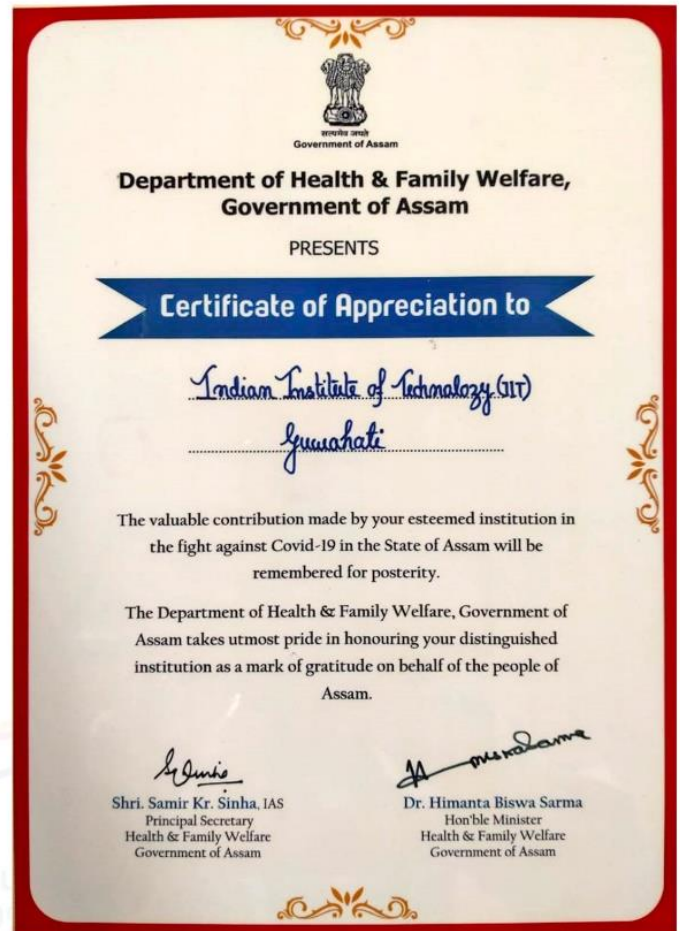 सत्यमेव जयते
Government of Assam
Department of Health & Family Welfare,
Government of Assam
PRESENTS
Certificate of Appreciation to
Indian Institute of Technology (IIT)
Guwahati
The valuable contribution made by your esteemed institution in
the fight against Covid-19 in the State of Assam will be
remembered for posterity.
The Department of Health & Family Welfare, Government of
Assam takes utmost pride in honouring your distinguished
institution as a mark of gratitude on behalf of the people of
Assam.
Shri. Samir Kr. Sinha, IAS
Principal Secretary
Health & Family Welfare
Government of Assam
Dr. Himanta Biswa Sarma
Hon'ble Minister
Health & Family Welfare
Government of Assam